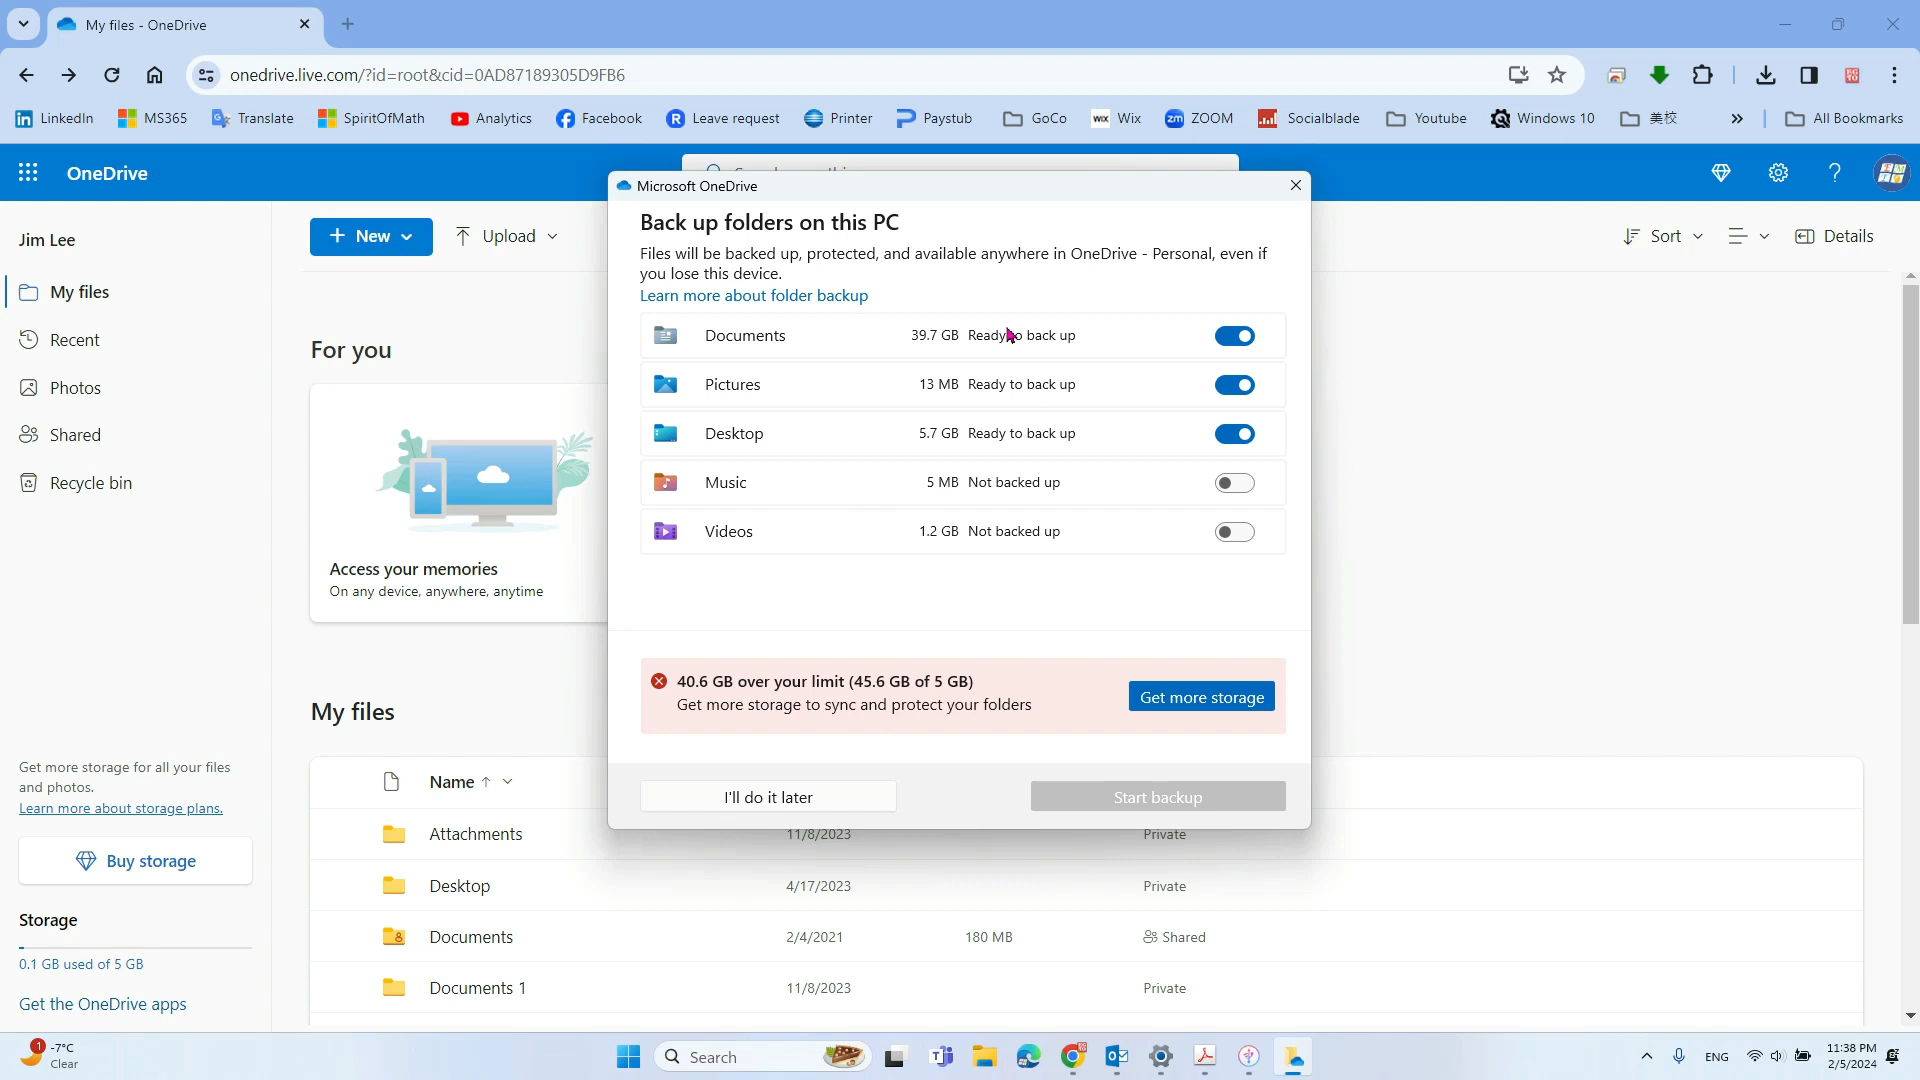 My files - OneDrive
onedrive.live.com/?id=root&cid=0AD87189305D9FB6
LinkedIn MS365 Translate SpiritOfMath Analytics Facebook Leave request Printer Paystub GoCo Wix ZOOM Socialblade Youtube Windows 10 美校 » All Bookmarks
OneDrive
Microsoft OneDrive
Jim Lee
My files
Recent
Photos
Shared
Recycle bin
Get more storage for all your files
and photos.
Learn more about storage plans.
Buy storage
Storage
0.1 GB used of 5 GB
Get the OneDrive apps
+ New Upload
Sort Details
For you
Access your memories
On any device, anywhere, anytime
Back up folders on this PC
Files will be backed up, protected, and available anywhere in OneDrive - Personal, even if
you lose this device.
Learn more about folder backup
Documents 39.7 GB Ready to back up
Pictures 13 MB Ready to back up
Desktop 5.7 GB Ready to back up
Music 5 MB Not backed up
Videos 1.2 GB Not backed up
40.6 GB over your limit (45.6 GB of 5 GB)
Get more storage to sync and protect your folders
Get more storage
I'll do it later Start backup
My files
Name ↑
Attachments 11/8/2023 Private
Desktop 4/17/2023 Private
Documents 2/4/2021 180 MB Shared
Documents 1 11/8/2023 Private
1
-7°C
Clear
Search
ENG
11:38 PM
2/5/2024